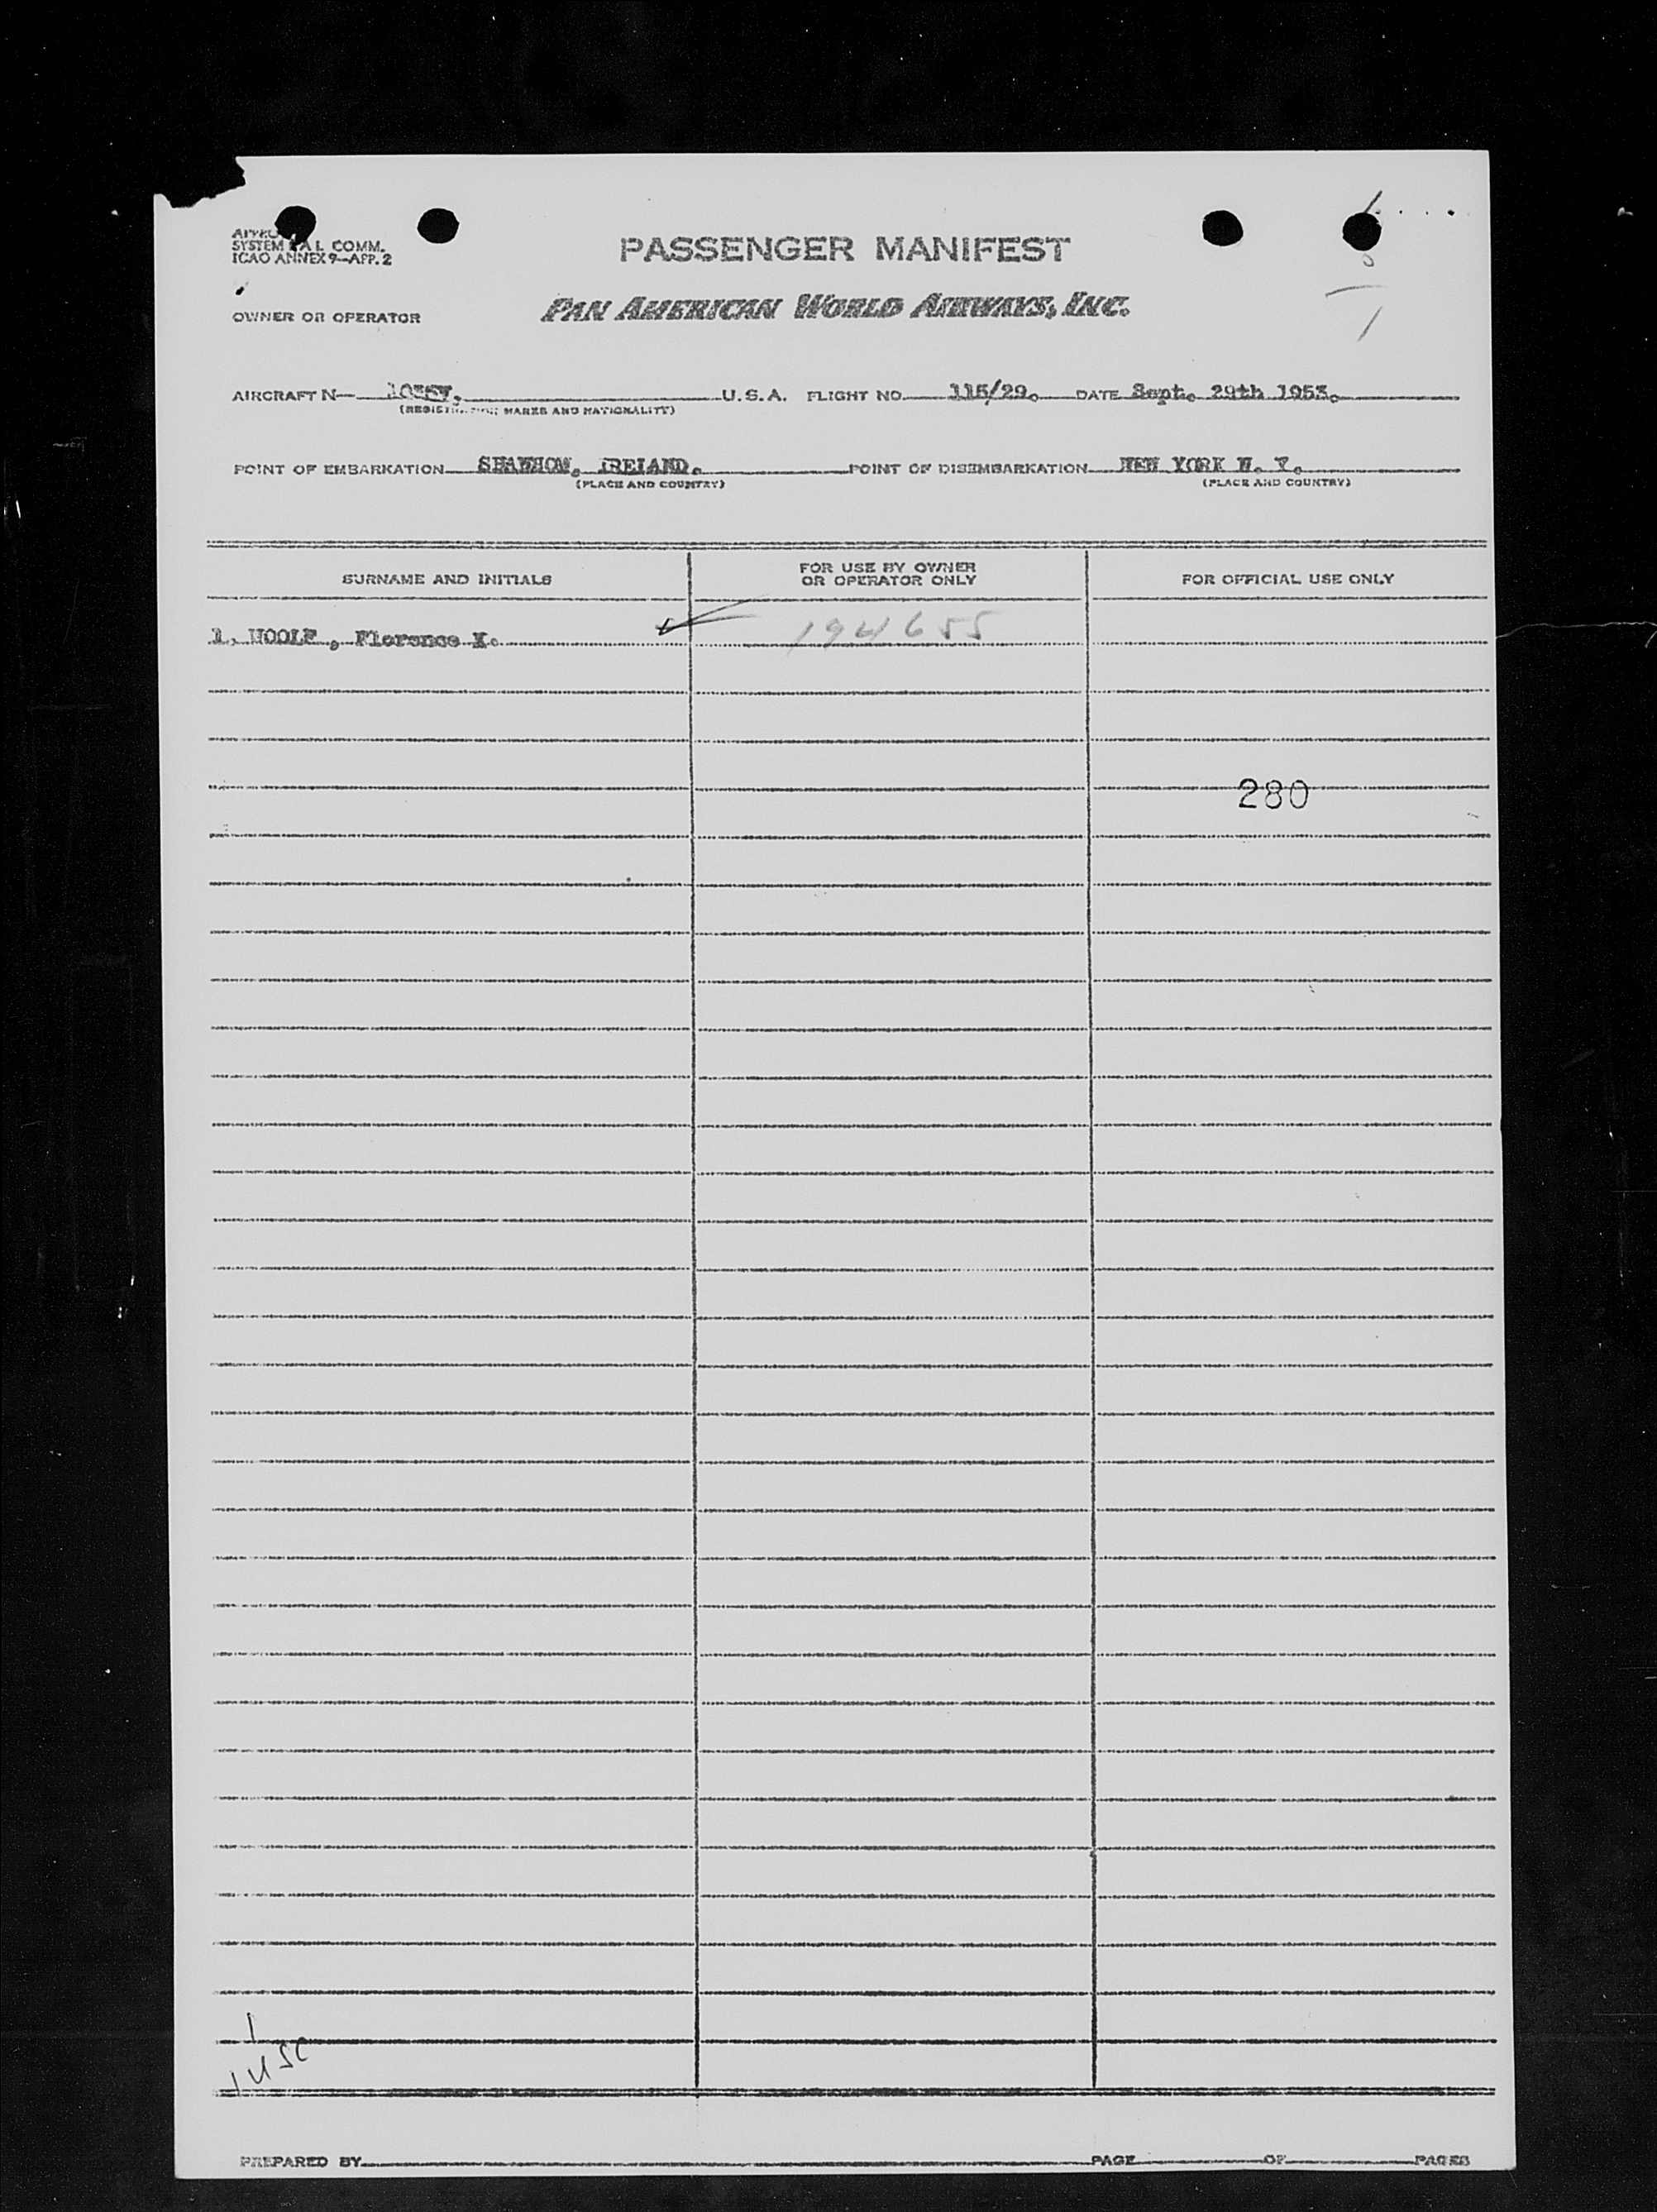 SYSTEM COMM.
ICAO ANNEX 9—APP. 2
PASSENGER MANIFEST
OWNER OR OPERATOR PAN AMERICAN WORLD AIRWAYS, INC.
AIRCRAFT N— U.S.A. FLIGHT NO. 115/29. DATE Sept. 29th 1953.
(REGISTRATION MARKS AND NATIONALITY)
POINT OF EMBARKATION SHANNON, IRELAND. POINT OF DISEMBARKATION NEW YORK N. Y.
(PLACE AND COUNTRY) (PLACE AND COUNTRY)
SURNAME AND INITIALS
FOR USE BY OWNER
OR OPERATOR ONLY
FOR OFFICIAL USE ONLY
1. Florence 194655
280
1
1 USC
PREPARED BY PAGE OF PAGES